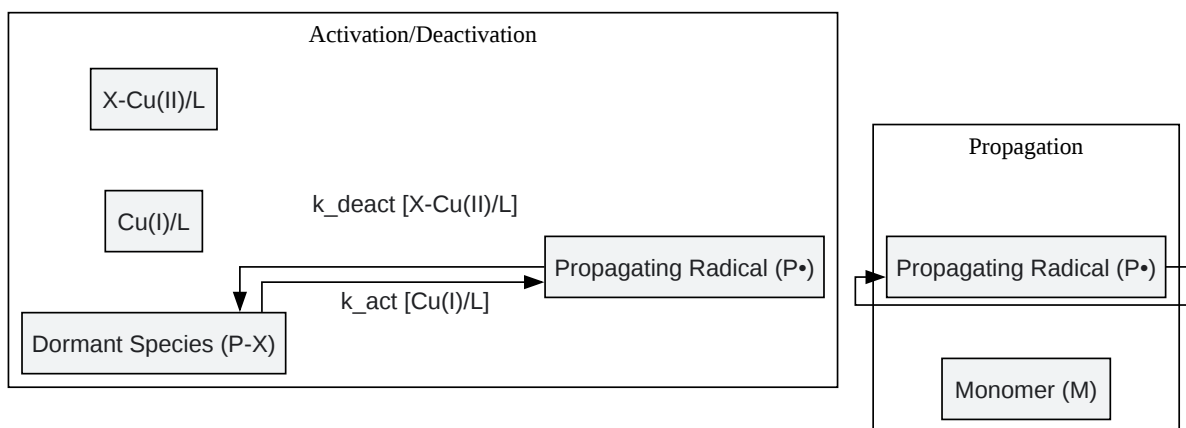 Activation/Deactivation
X-Cu(II)/L
Cu(I)/L
k_deact [X-Cu(II)/L]
Propagating Radical (P•)
k_act [Cu(I)/L]
Dormant Species (P-X)
Propagation
Propagating Radical (P•)
Monomer (M)